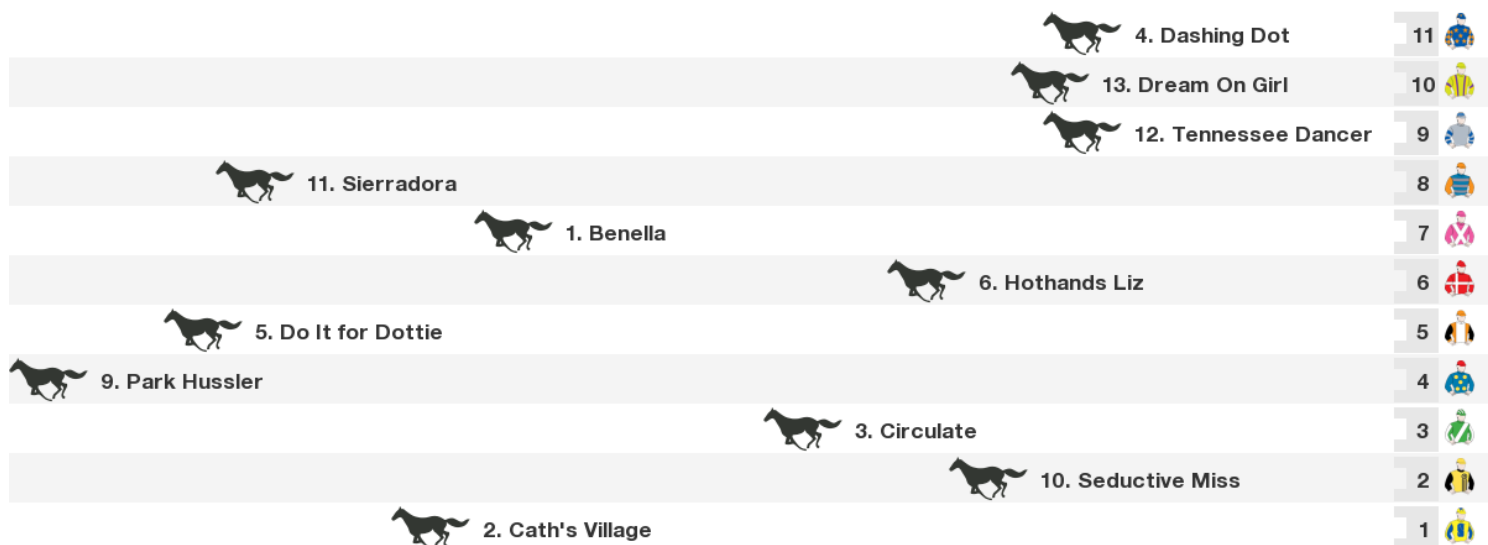 4. Dashing Dot 11
13. Dream On Girl 10
12. Tennessee Dancer 9
11. Sierradora 8
1. Benella 7
6. Hothands Liz 6
5. Do It for Dottie 5
9. Park Hussler 4
3. Circulate 3
10. Seductive Miss 2
2. Cath's Village 1